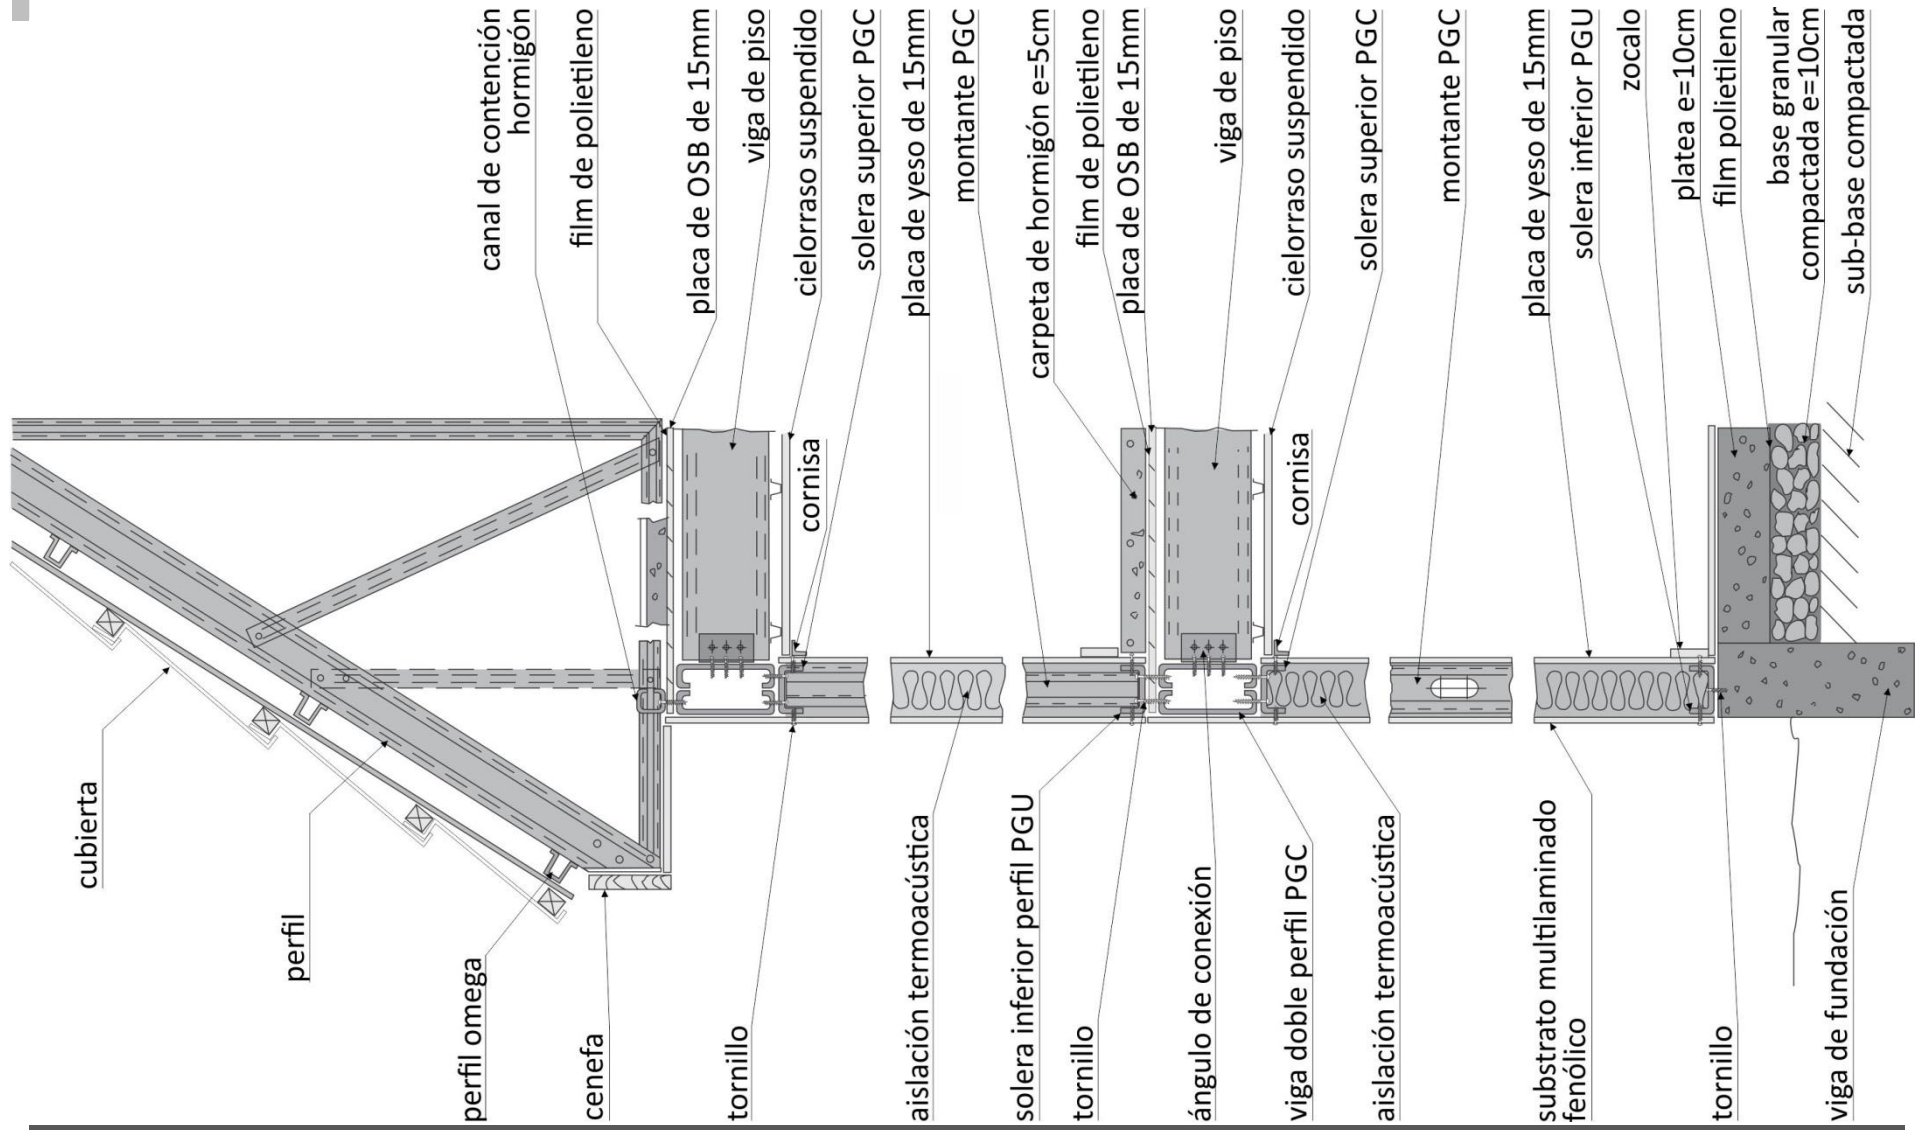 canal de contención
hormigón
film de polietileno
placa de OSB de 15mm
viga de piso
cielorraso suspendido
solera superior PGC
placa de yeso de 15mm
montante PGC
carpeta de hormigón e=5cm
film de polietileno
placa de OSB de 15mm
viga de piso
cielorraso suspendido
solera superior PGC
montante PGC
placa de yeso de 15mm
solera inferior PGU
zocalo
platea e=10cm
film polietileno
base granular
compactada e=10cm
sub-base compactada
cornisa
cornisa
cubierta
perfil
perfil omega
cenefa
tornillo
aislación termoacústica
solera inferior perfil PGU
tornillo
ángulo de conexión
viga doble perfil PGC
aislación termoacústica
substrato multilaminado
fenólico
tornillo
viga de fundación